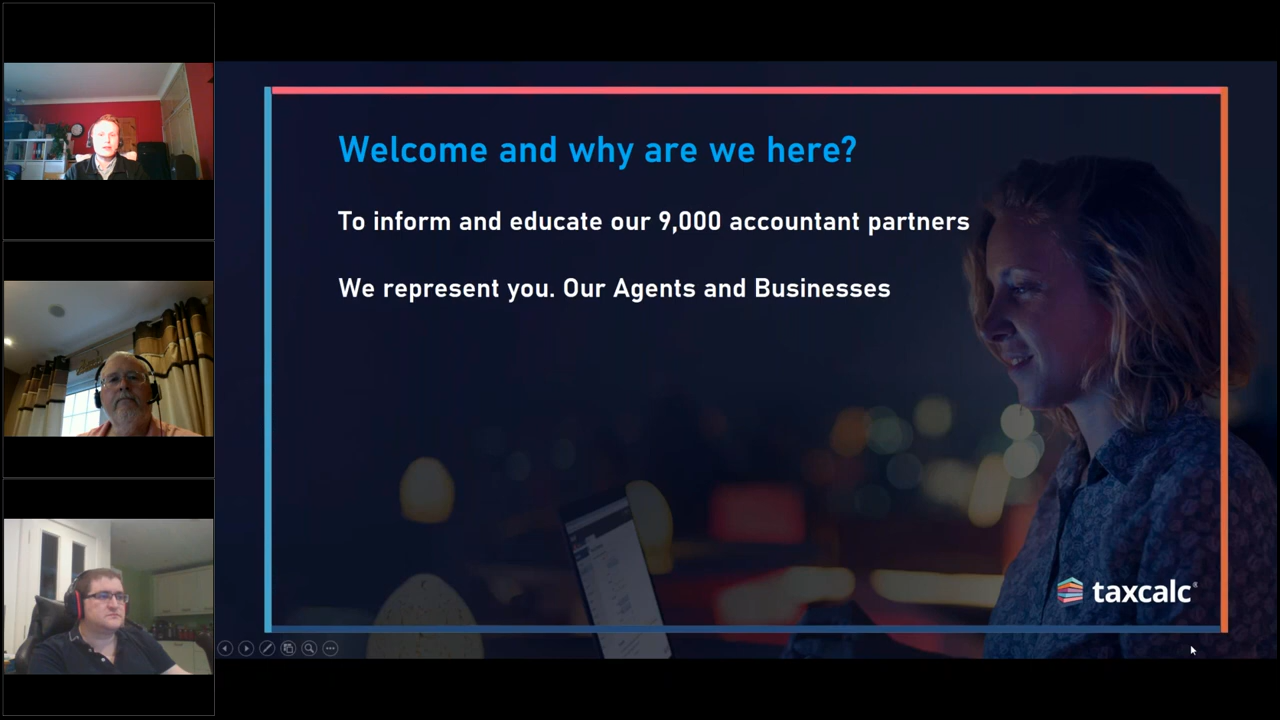 Welcome and why are we here?
To inform and educate our 9,000 accountant partners
We represent you. Our Agents and Businesses
taxcalc